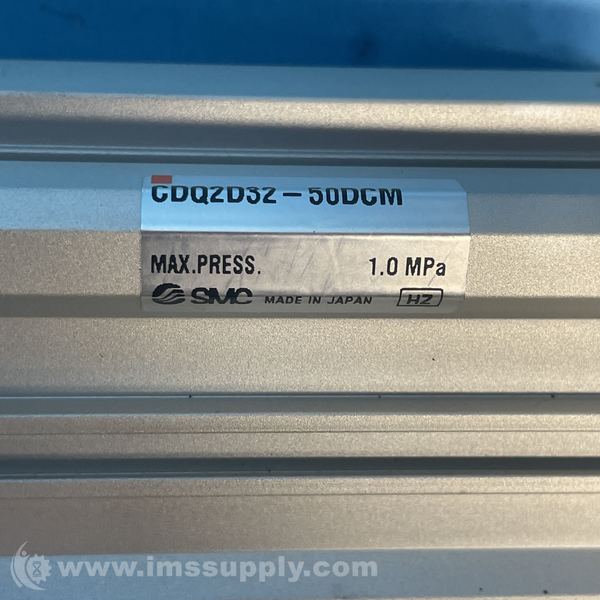 CDQ2D32-50DCM
MAX.PRESS. 1.0 MPa
SMC MADE IN JAPAN HZ
www.imssupply.com